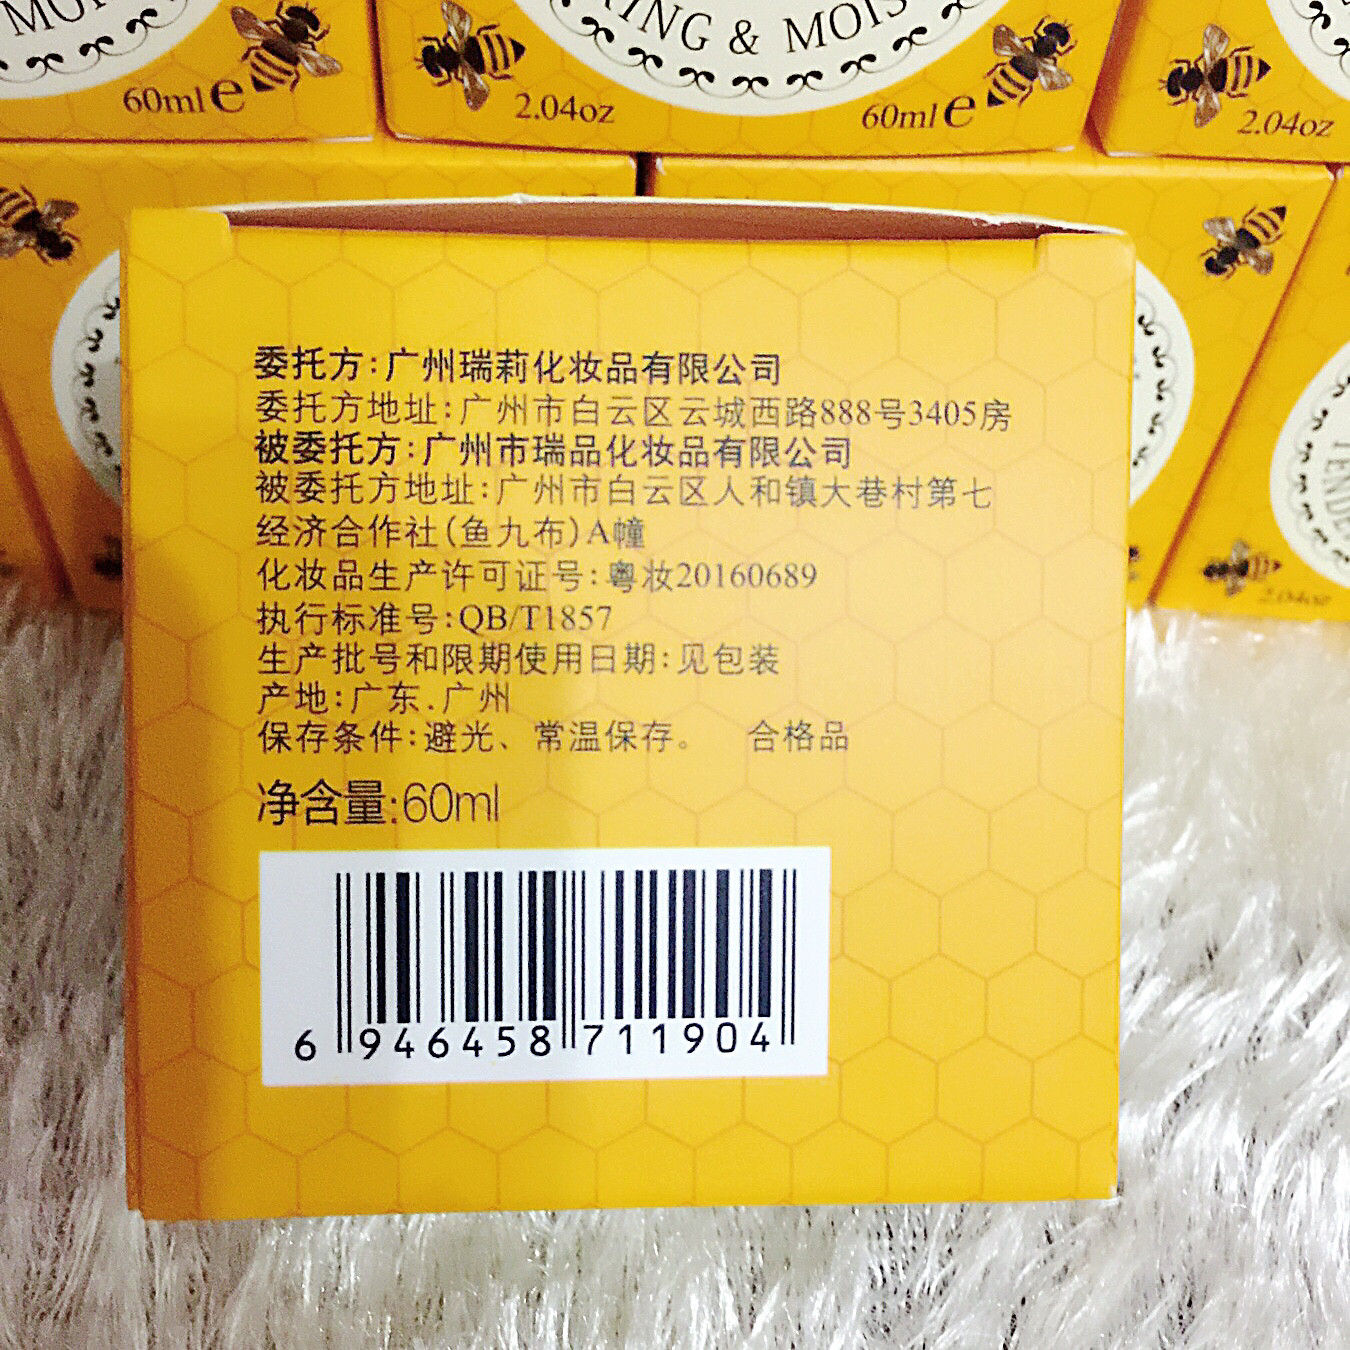 MOI
60ml e
RING & MOIS
2.04oz
60ml e
2.04oz
委托方:广州瑞莉化妆品有限公司
委托方地址:广州市白云区云城西路888号3405房
被委托方:广州市瑞品化妆品有限公司
被委托方地址:广州市白云区人和镇大巷村第七
经济合作社(鱼九布)A幢
化妆品生产许可证号:粤妆20160689
执行标准号:QB/T1857
生产批号和限期使用日期:见包装
产地:广东.广州
保存条件:避光、常温保存。 合格品
净含量:60ml
6 946458 711904
TENDE
2.04oz